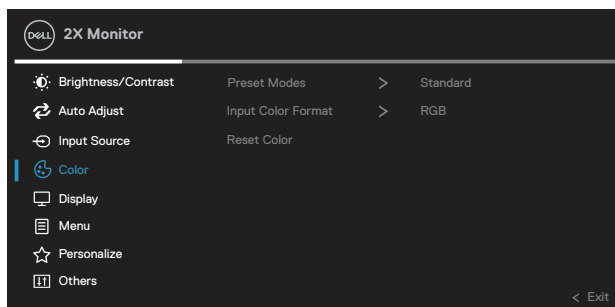 DELL 2X Monitor
Brightness/Contrast Preset Modes > Standard
Auto Adjust Input Color Format > RGB
Input Source Reset Color
Color
Display
Menu
Personalize
Others
< Exit